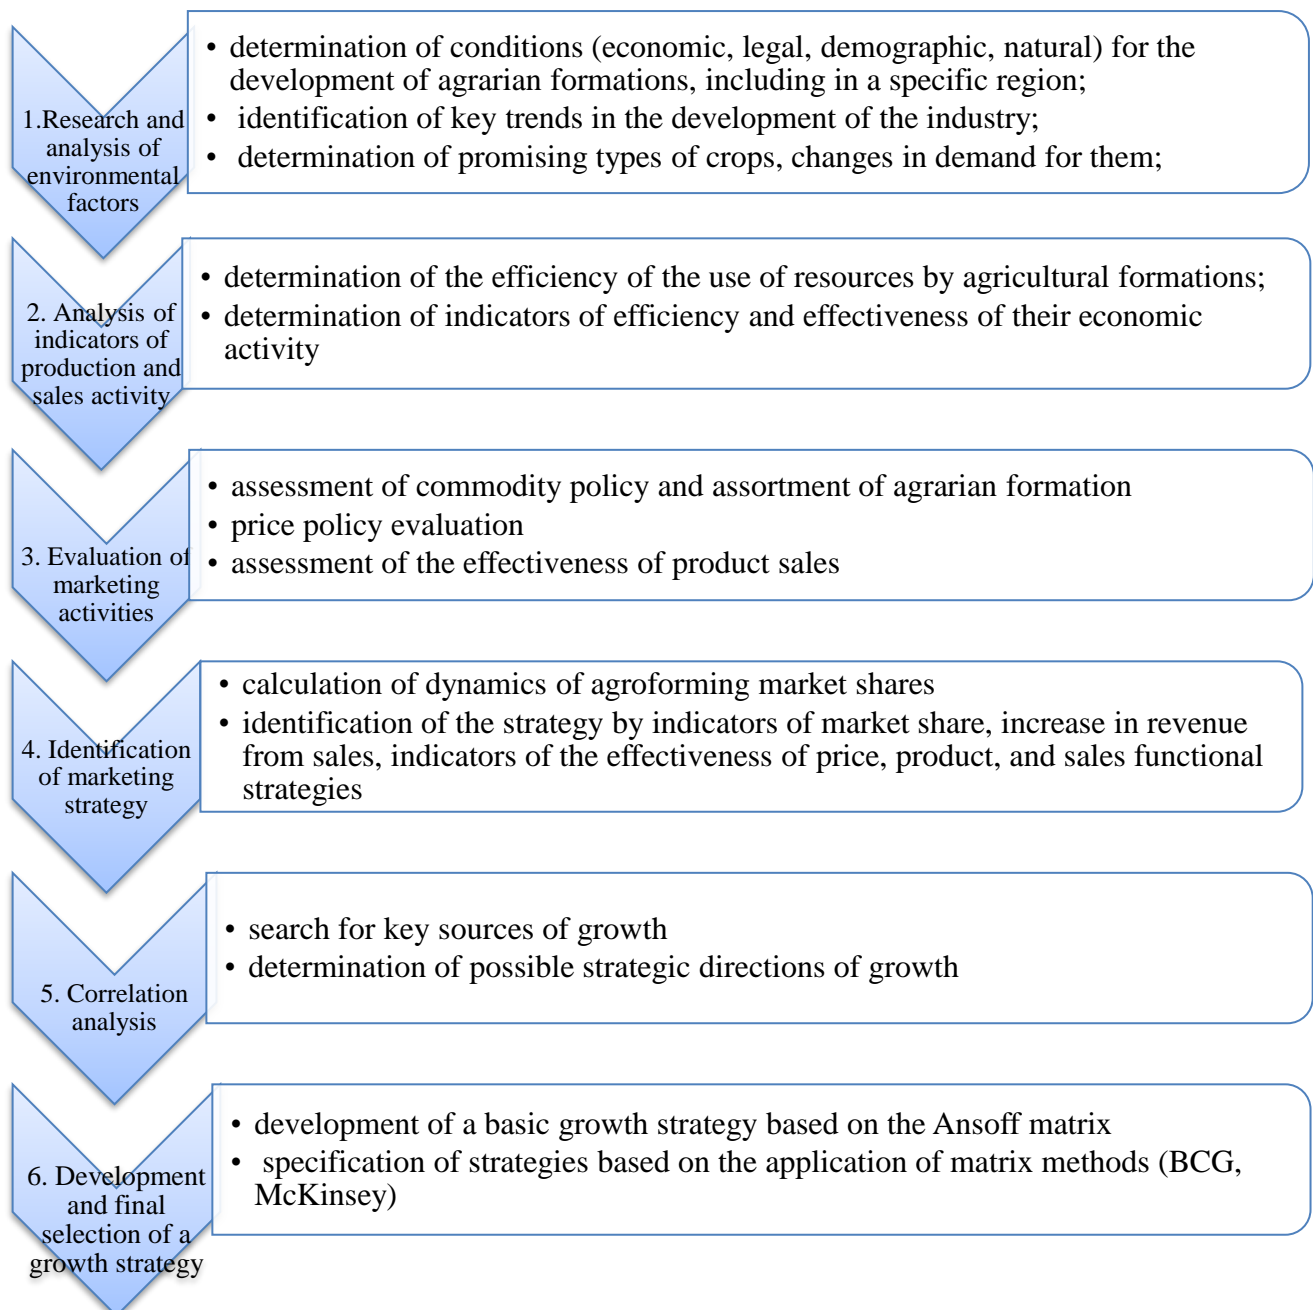 1.Research and
analysis of
environmental
factors
• determination of conditions (economic, legal, demographic, natural) for the
development of agrarian formations, including in a specific region;
• identification of key trends in the development of the industry;
• determination of promising types of crops, changes in demand for them;
2. Analysis of
indicators of
production and
sales activity
• determination of the efficiency of the use of resources by agricultural formations;
• determination of indicators of efficiency and effectiveness of their economic
activity
3. Evaluation of
marketing
activities
• assessment of commodity policy and assortment of agrarian formation
• price policy evaluation
• assessment of the effectiveness of product sales
4. Identification
of marketing
strategy
• calculation of dynamics of agroforming market shares
• identification of the strategy by indicators of market share, increase in revenue
from sales, indicators of the effectiveness of price, product, and sales functional
strategies
5. Correlation
analysis
• search for key sources of growth
• determination of possible strategic directions of growth
6. Development
and final
selection of a
growth strategy
• development of a basic growth strategy based on the Ansoff matrix
• specification of strategies based on the application of matrix methods (BCG,
McKinsey)